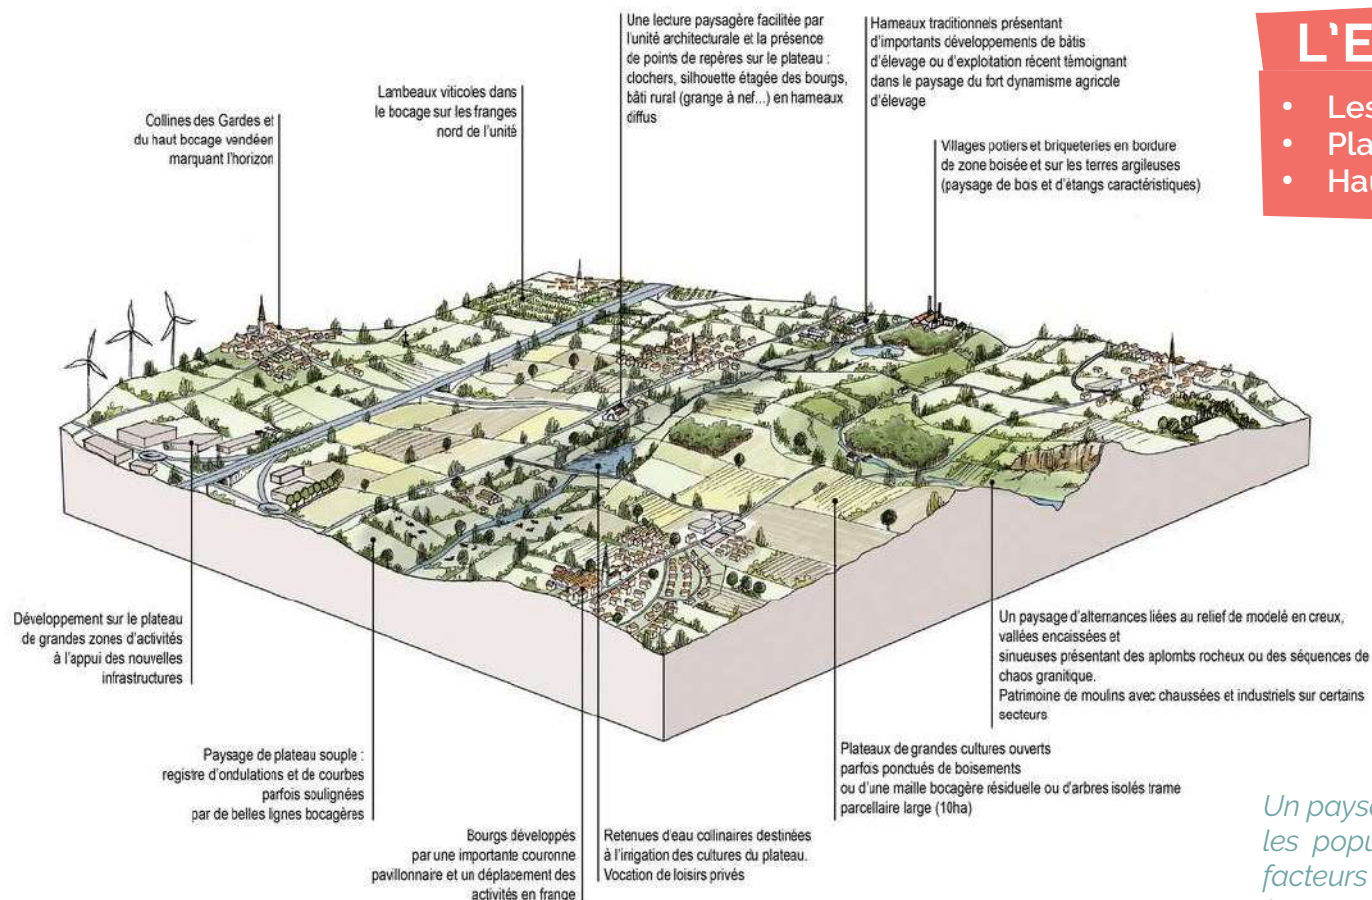 Une lecture paysagère facilitée par
l'unité architecturale et la présence
de points de repères sur le plateau :
clochers, silhouette étagée des bourgs,
bâti rural (grange à nef...) en hameaux
diffus
Hameaux traditionnels présentant
d'importants développements de bâtis
d'élevage ou d'exploitation récent témoignant
dans le paysage du fort dynamisme agricole
d'élevage
L'E
• Les
• Pla
• Hau
Lambeaux viticoles dans
le bocage sur les franges
nord de l'unité
Collines des Gardes et
du haut bocage vendéen
marquant l'horizon
Villages potiers et briqueteries en bordure
de zone boisée et sur les terres argileuses
(paysage de bois et d'étangs caractéristiques)
Développement sur le plateau
de grandes zones d'activités
à l'appui des nouvelles
infrastructures
Un paysage d'alternances liées au relief de modelé en creux,
vallées encaissées et
sinueuses présentant des aplombs rocheux ou des séquences de
chaos granitique.
Patrimoine de moulins avec chaussées et industriels sur certains
secteurs
Paysage de plateau souple :
registre d'ondulations et de courbes
parfois soulignées
par de belles lignes bocagères
Plateaux de grandes cultures ouverts
parfois ponctués de boisements
ou d'une maille bocagère résiduelle ou d'arbres isolés trame
parcellaire large (10ha)
Bourgs développés
par une importante couronne
pavillonnaire et un déplacement des
activités en frange
Retenues d'eau collinaires destinées
à l'irrigation des cultures du plateau.
Vocation de loisirs privés
Un pays
les popu
facteurs